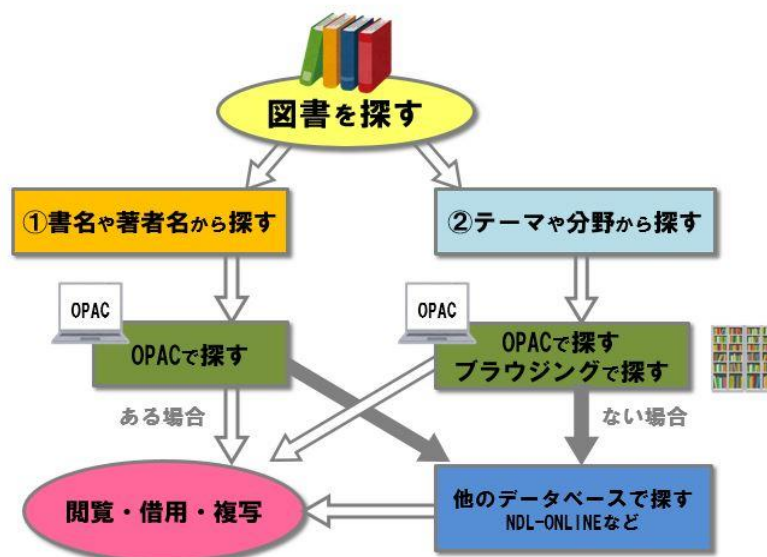 図書を探す
①書名や著者名から探す
②テーマや分野から探す
OPAC
OPACで探す
OPAC
OPACで探す
ブラウジングで探す
ある場合
ない場合
閲覧・借用・複写
他のデータベースで探す
NDL-ONLINEなど